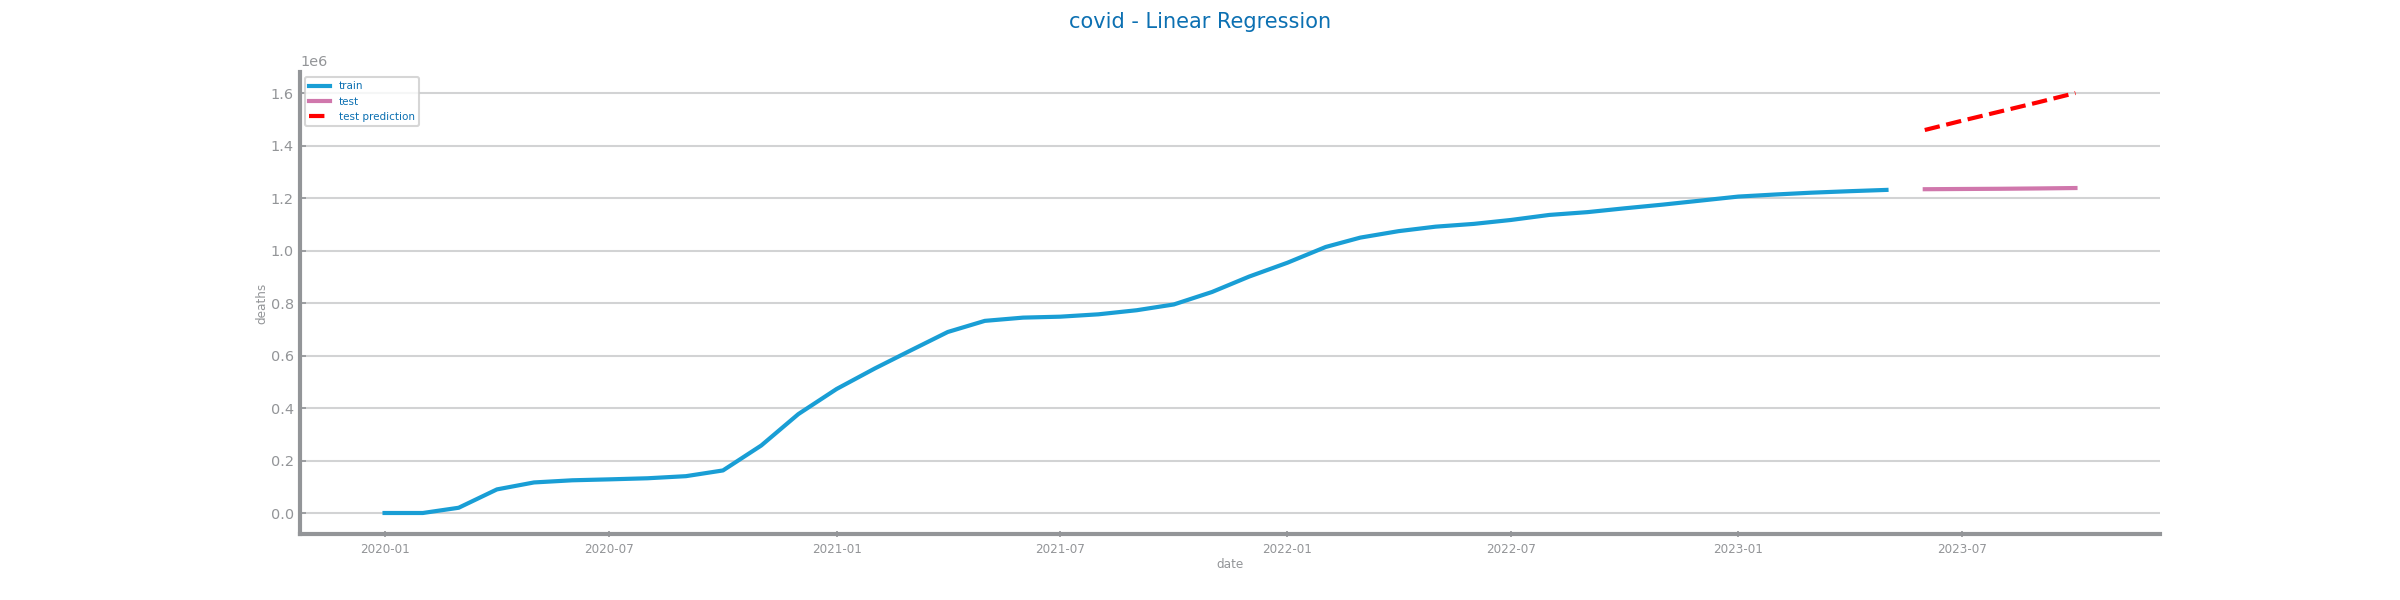 covid - Linear Regression
1e6
train
test
test prediction
1.6
1.4
1.2
1.0
0.8
0.6
0.4
0.2
0.0
deaths
2020-01 2020-07 2021-01 2021-07 2022-01 2022-07 2023-01 2023-07
date